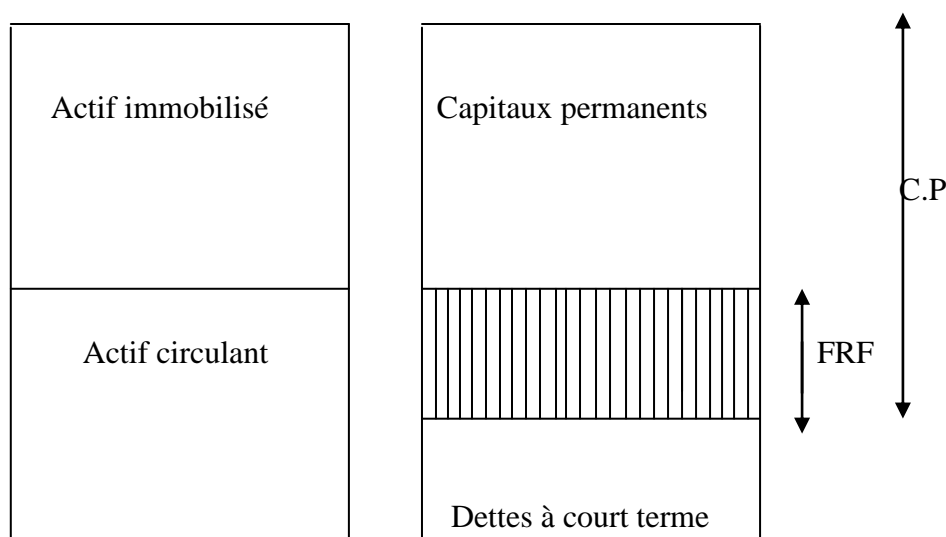 Actif immobilisé
Capitaux permanents
C.P
Actif circulant
FRF
Dettes à court terme